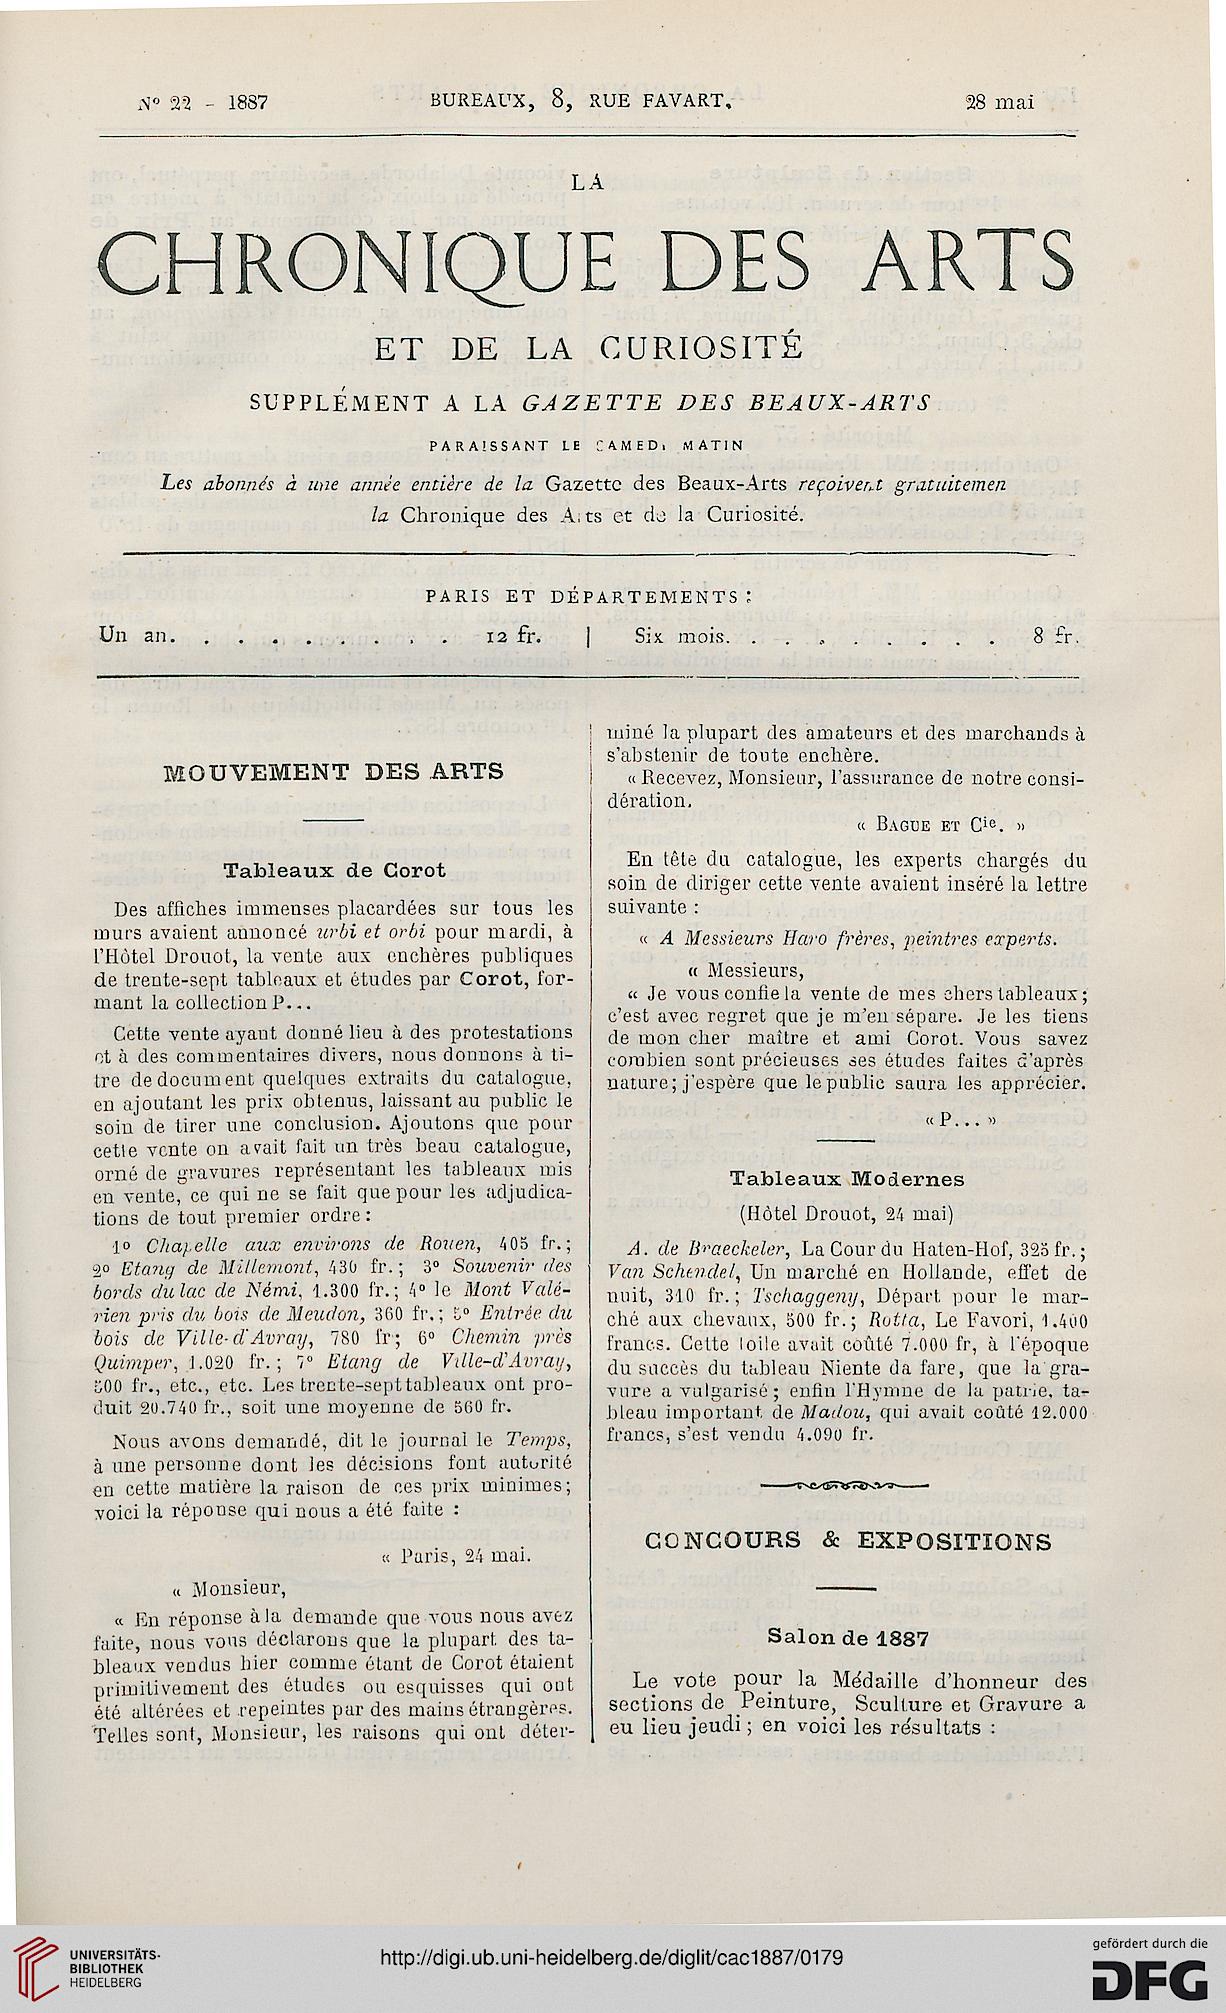 N° 22 - 1887
BUREAUX, 8, RUE FAVART.
28 mai
LA
CHRONIQUE DES ARTS
ET DE LA CURIOSITÉ
SUPPLÉMENT A LA GAZETTE DES BEAUX-ARTS
PARAISSANT LE SAMEDI MATIN
Les abonnés à une année entière de la Gazette des Beaux-Arts reçoivent gratuitemen
la Chronique des Arts et de la Curiosité.
PARIS ET DÉPARTEMENTS :
Un an. . . . . . . . . . 12 fr. | Six mois. . . . . . . . . 8 fr.
MOUVEMENT DES ARTS
Tableaux de Corot
Des affiches immenses placardées sur tous les
murs avaient annoncé urbi et orbi pour mardi, à
l'Hôtel Drouot, la vente aux enchères publiques
de trente-sept tableaux et études par Corot, for-
mant la collection P...
Cette vente ayant donné lieu à des protestations
et à des commentaires divers, nous donnons à ti-
tre de document quelques extraits du catalogue,
en ajoutant les prix obtenus, laissant au public le
soin de tirer une conclusion. Ajoutons que pour
cette vente on avait fait un très beau catalogue,
orné de gravures représentant les tableaux mis
en vente, ce qui ne se fait que pour les adjudica-
tions de tout premier ordre :
1° Chapelle aux environs de Rouen, 405 fr. ;
2° Etang de Millemont, 430 fr. ; 3° Souvenir des
bords du lac de Némi, 1.300 fr. ; 4° le Mont Valé-
rien pris du bois de Meudon, 360 fr. ; 5° Entrée du
bois de Ville-d'Avray, 780 fr ; 6° Chemin près
Quimper, 1.020 fr. ; 7° Etang de Ville-d'Avray,
500 fr., etc., etc. Les trente-sept tableaux ont pro-
duit 20.740 fr., soit une moyenne de 560 fr.
Nous avons demandé, dit le journal le Temps,
à une personne dont les décisions font autorité
en cette matière la raison de ces prix minimes ;
voici la réponse qui nous a été faite :
« Paris, 24 mai.
« Monsieur,
« En réponse à la demande que vous nous avez
faite, nous vous déclarons que la plupart des ta-
bleaux vendus hier comme étant de Corot étaient
primitivement des études ou esquisses qui ont
été altérées et repeintes par des mains étrangères.
Telles sont, Monsieur, les raisons qui ont déter-
miné la plupart des amateurs et des marchands à
s'abstenir de toute enchère.
« Recevez, Monsieur, l'assurance de notre consi-
dération.
« BAGUE ET Cie. »
En tête du catalogue, les experts chargés du
soin de diriger cette vente avaient inséré la lettre
suivante :
« A Messieurs Haro frères, peintres experts.
« Messieurs,
« Je vous confie la vente de mes chers tableaux ;
c'est avec regret que je m'en sépare. Je les tiens
de mon cher maître et ami Corot. Vous savez
combien sont précieuses ses études faites d'après
nature ; j'espère que le public saura les apprécier.
« P... »
Tableaux Modernes
(Hôtel Drouot, 24 mai)
A. de Braeckeler, La Cour du Haten-Hof, 325 fr. ;
Van Schendel, Un marché en Hollande, effet de
nuit, 310 fr. ; Tschaggeny, Départ pour le mar-
ché aux chevaux, 500 fr. ; Rotta, Le Favori, 1.400
francs. Cette toile avait coûté 7.000 fr, à l'époque
du succès du tableau Niente da fare, que la gra-
vure a vulgarisé ; enfin l'Hymne de la patrie, ta-
bleau important de Madou, qui avait coûté 12.000
francs, s'est vendu 4.090 fr.
CONCOURS & EXPOSITIONS
Salon de 1887
Le vote pour la Médaille d'honneur des
sections de Peinture, Sculture et Gravure a
eu lieu jeudi ; en voici les résultats :
UNIVERSITÄTS-
BIBLIOTHEK
HEIDELBERG
http://digi.ub.uni-heidelberg.de/diglit/cac1887/0179
gefördert durch die
DFG